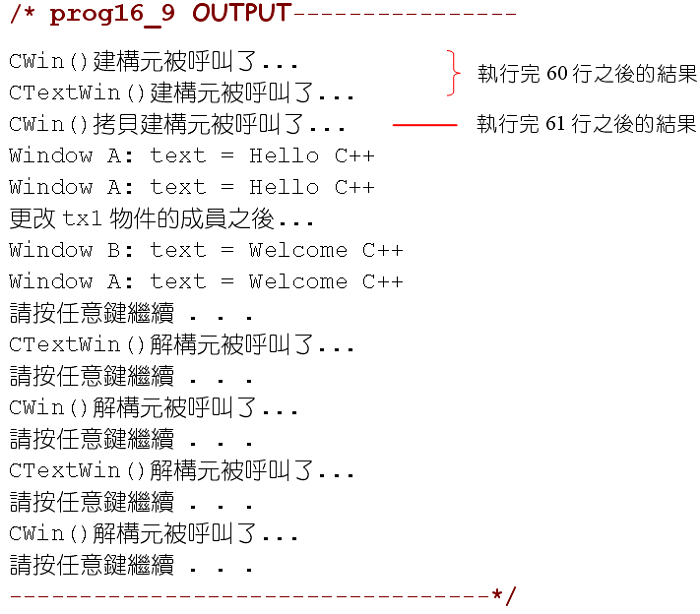 /* prog16_9 OUTPUT----------------
CWin()建構元被呼叫了...
執行完 60 行之後的結果
CTextWin()建構元被呼叫了...
CWin()拷貝建構元被呼叫了...
執行完 61 行之後的結果
Window A: text = Hello C++
Window A: text = Hello C++
更改 tx1 物件的成員之後...
Window B: text = Welcome C++
Window A: text = Welcome C++
請按任意鍵繼續 . . .
CTextWin()解構元被呼叫了...
請按任意鍵繼續 . . .
CWin()解構元被呼叫了...
請按任意鍵繼續 . . .
CTextWin()解構元被呼叫了...
請按任意鍵繼續 . . .
CWin()解構元被呼叫了...
請按任意鍵繼續 . . .
----------------------------------*/